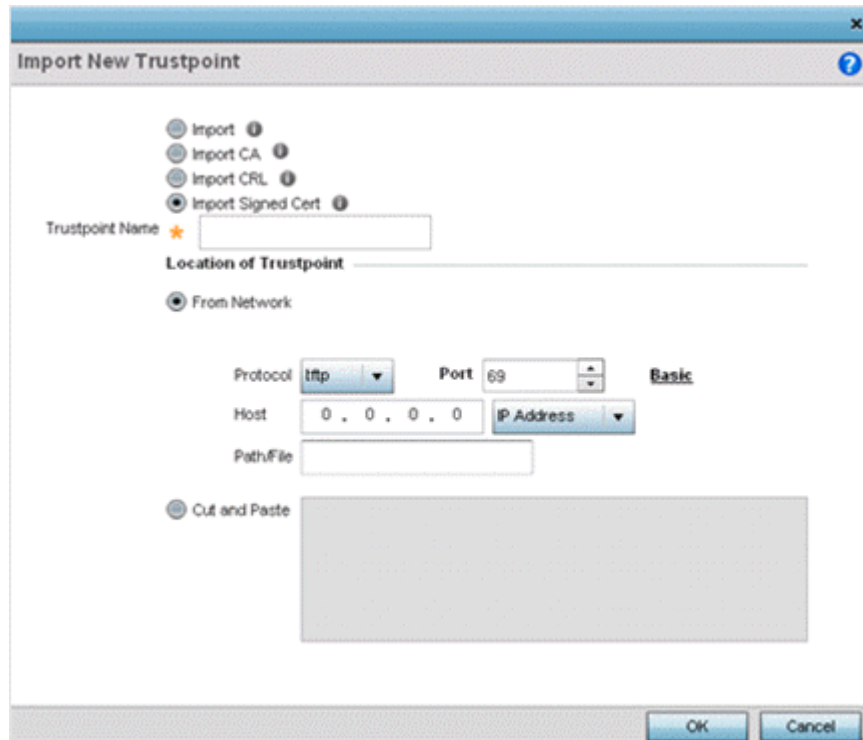 Import New Trustpoint
Import
Import CA
Import CRL
Import Signed Cert
Trustpoint Name *
Location of Trustpoint
From Network
Protocol tftp Port 69 Basic
Host 0 . 0 . 0 . 0 IP Address
Path/File
Cut and Paste
OK Cancel